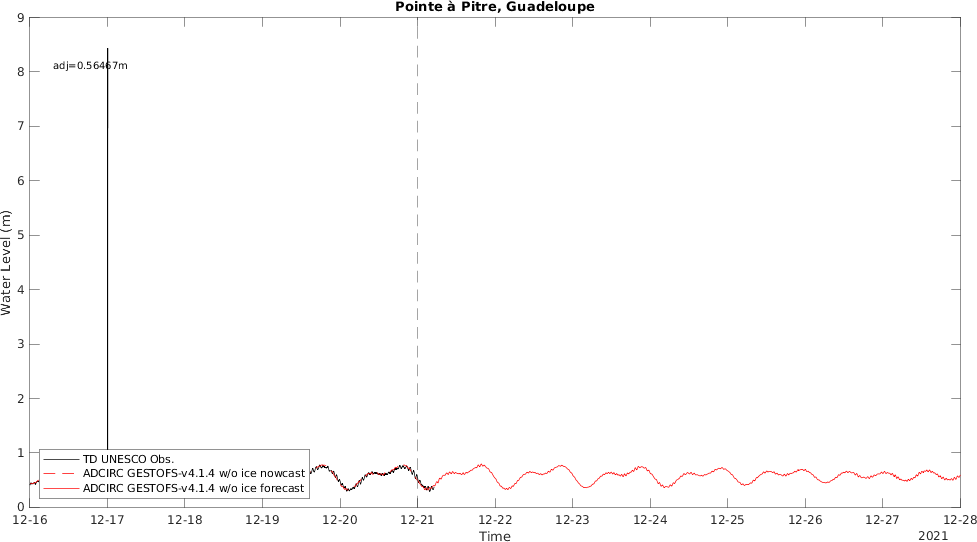 Pointe à Pitre, Guadeloupe
9
8
7
6
5
4
3
2
1
0
Water Level (m)
adj=0.56467m
TD UNESCO Obs.
ADCIRC GESTOFS-v4.1.4 w/o ice nowcast
ADCIRC GESTOFS-v4.1.4 w/o ice forecast
12-16 12-17 12-18 12-19 12-20 12-21 12-22 12-23 12-24 12-25 12-26 12-27 12-28
Time
2021